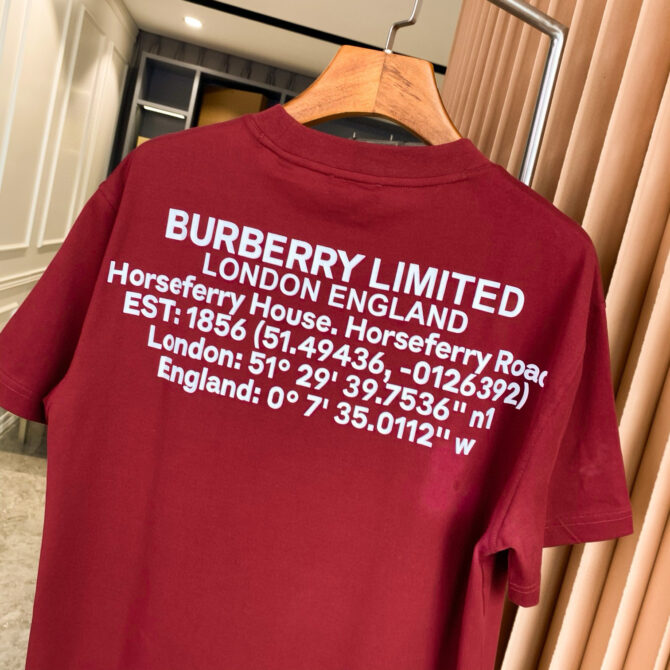 BURBERRY LIMITED
LONDON ENGLAND
Horseferry House. Horseferry Road
EST: 1856 (51.49436, -0126392)
London: 51° 29' 39.7536'' n1
England: 0° 7' 35.0112'' w